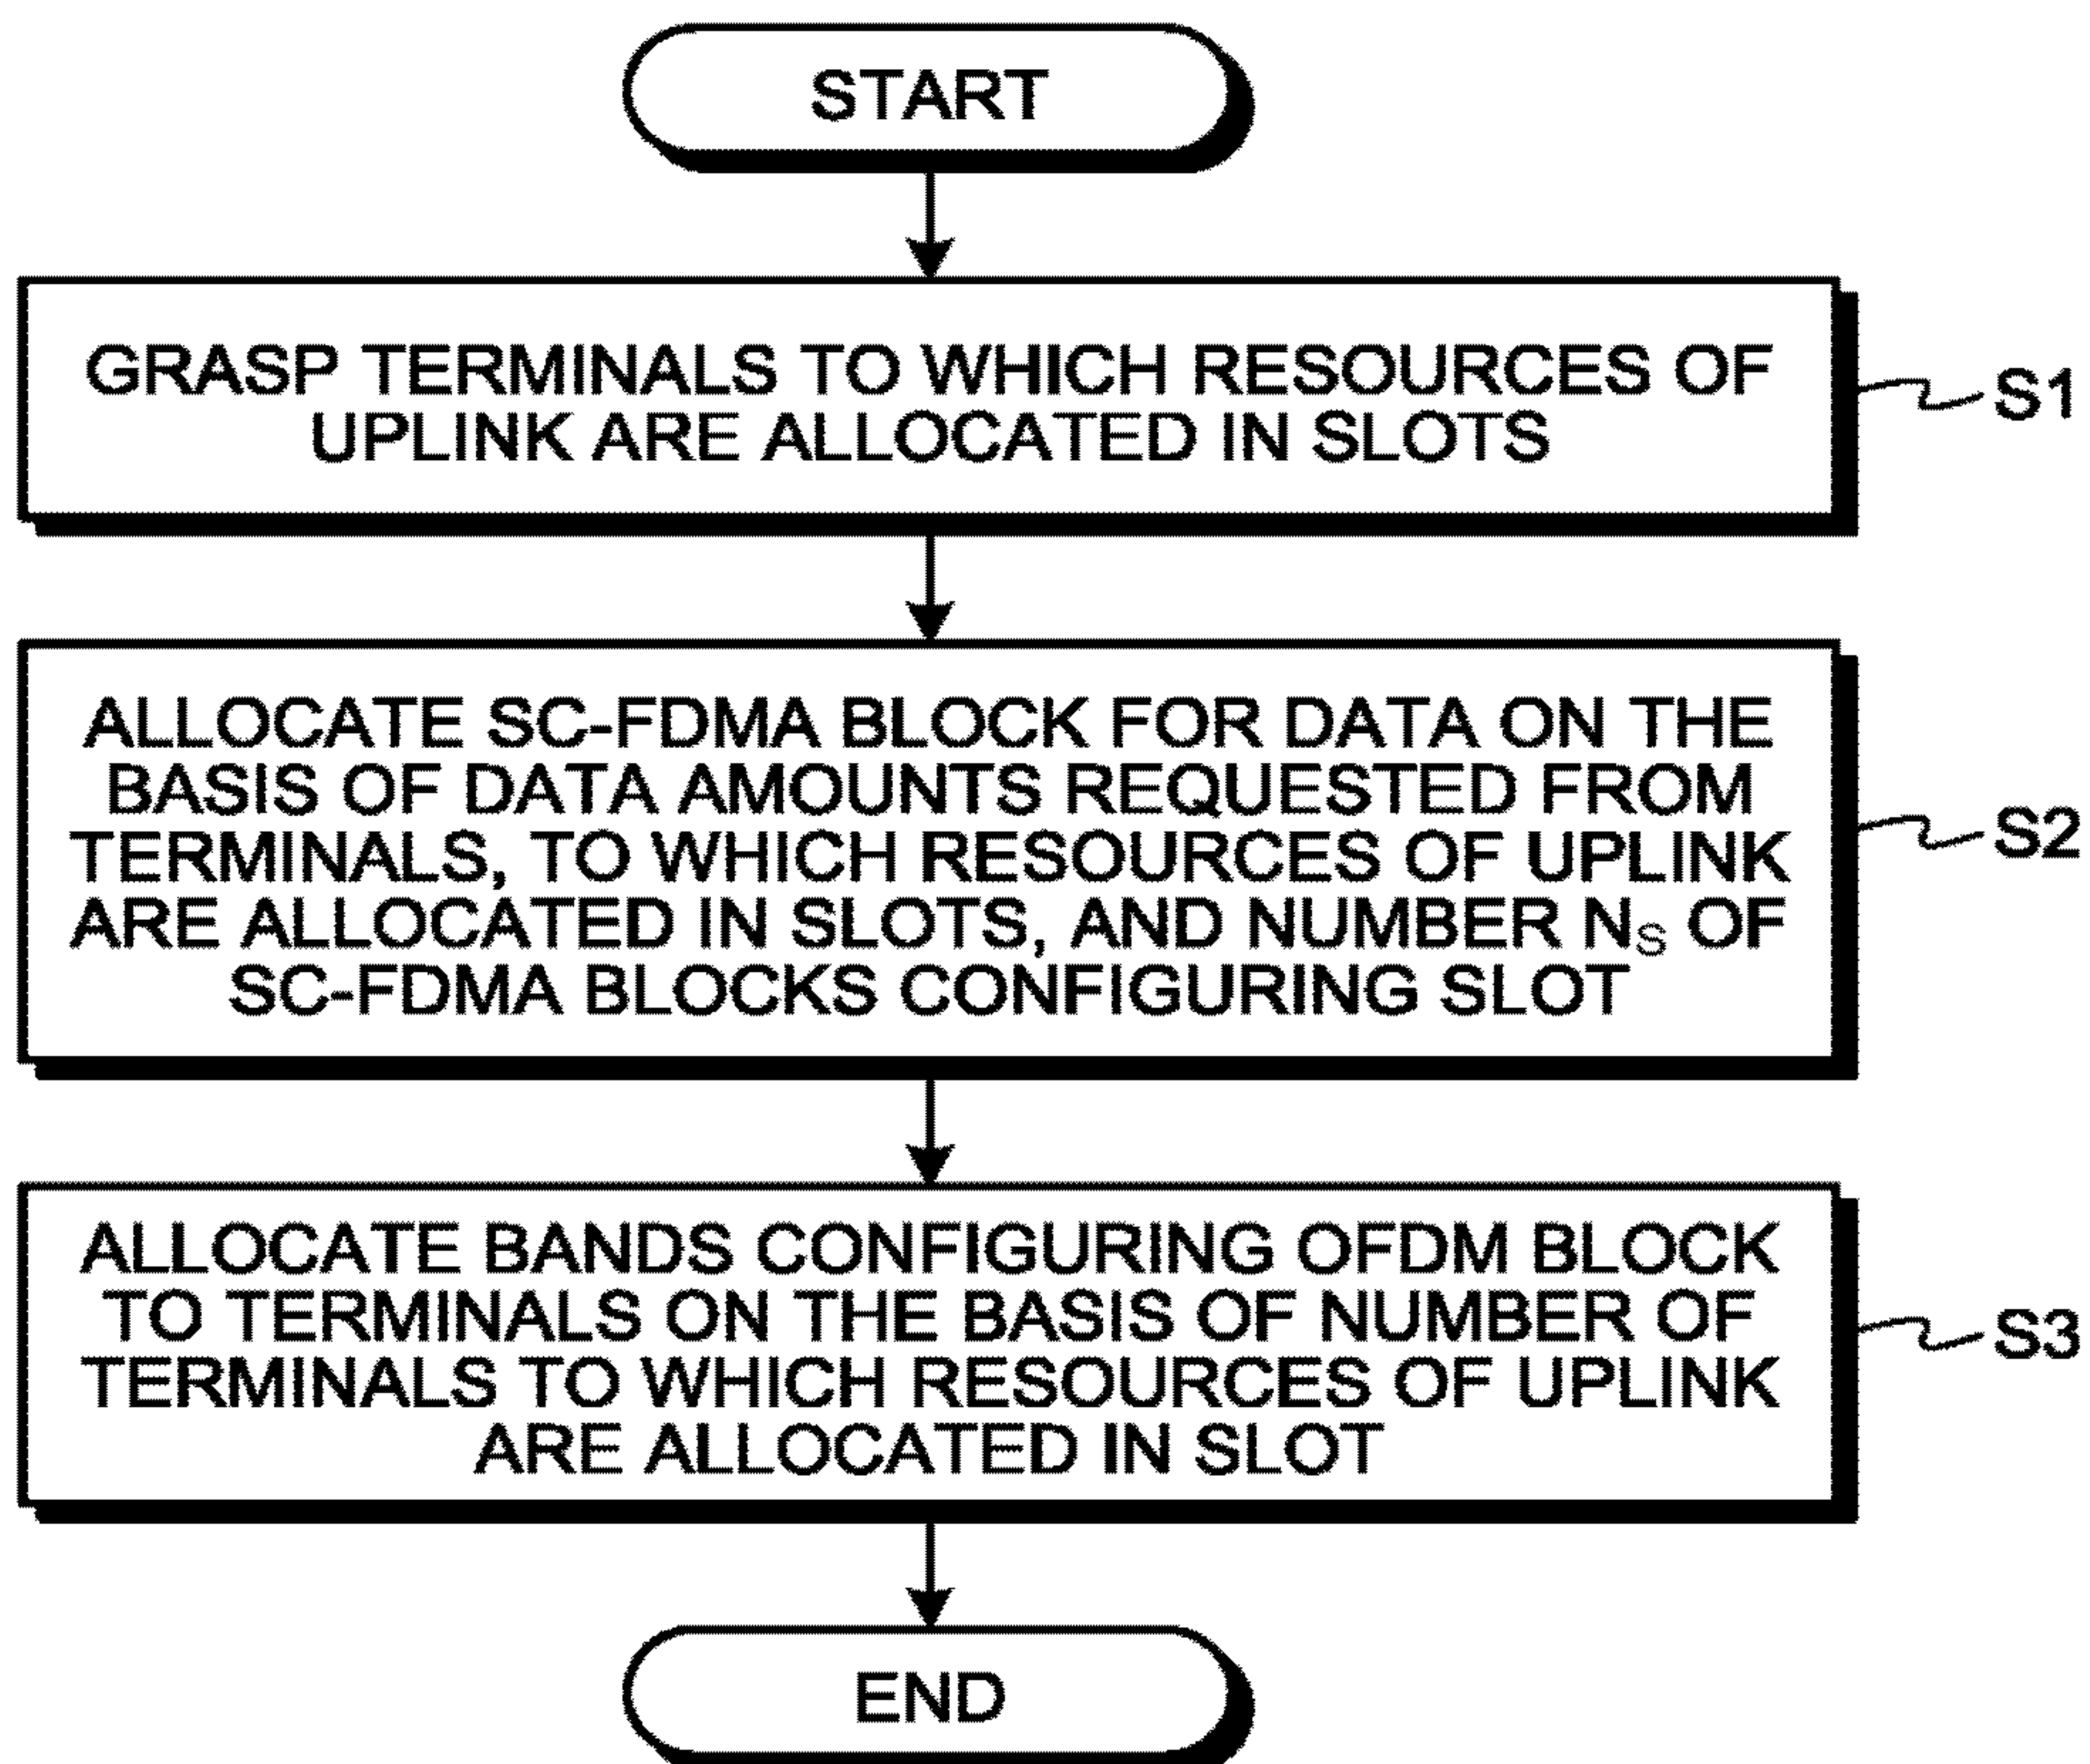 START
GRASP TERMINALS TO WHICH RESOURCES OF
UPLINK ARE ALLOCATED IN SLOTS
S1
ALLOCATE SC-FDMA BLOCK FOR DATA ON THE
BASIS OF DATA AMOUNTS REQUESTED FROM
TERMINALS, TO WHICH RESOURCES OF UPLINK
ARE ALLOCATED IN SLOTS, AND NUMBER NS OF
SC-FDMA BLOCKS CONFIGURING SLOT
S2
ALLOCATE BANDS CONFIGURING OFDM BLOCK
TO TERMINALS ON THE BASIS OF NUMBER OF
TERMINALS TO WHICH RESOURCES OF UPLINK
ARE ALLOCATED IN SLOT
S3
END